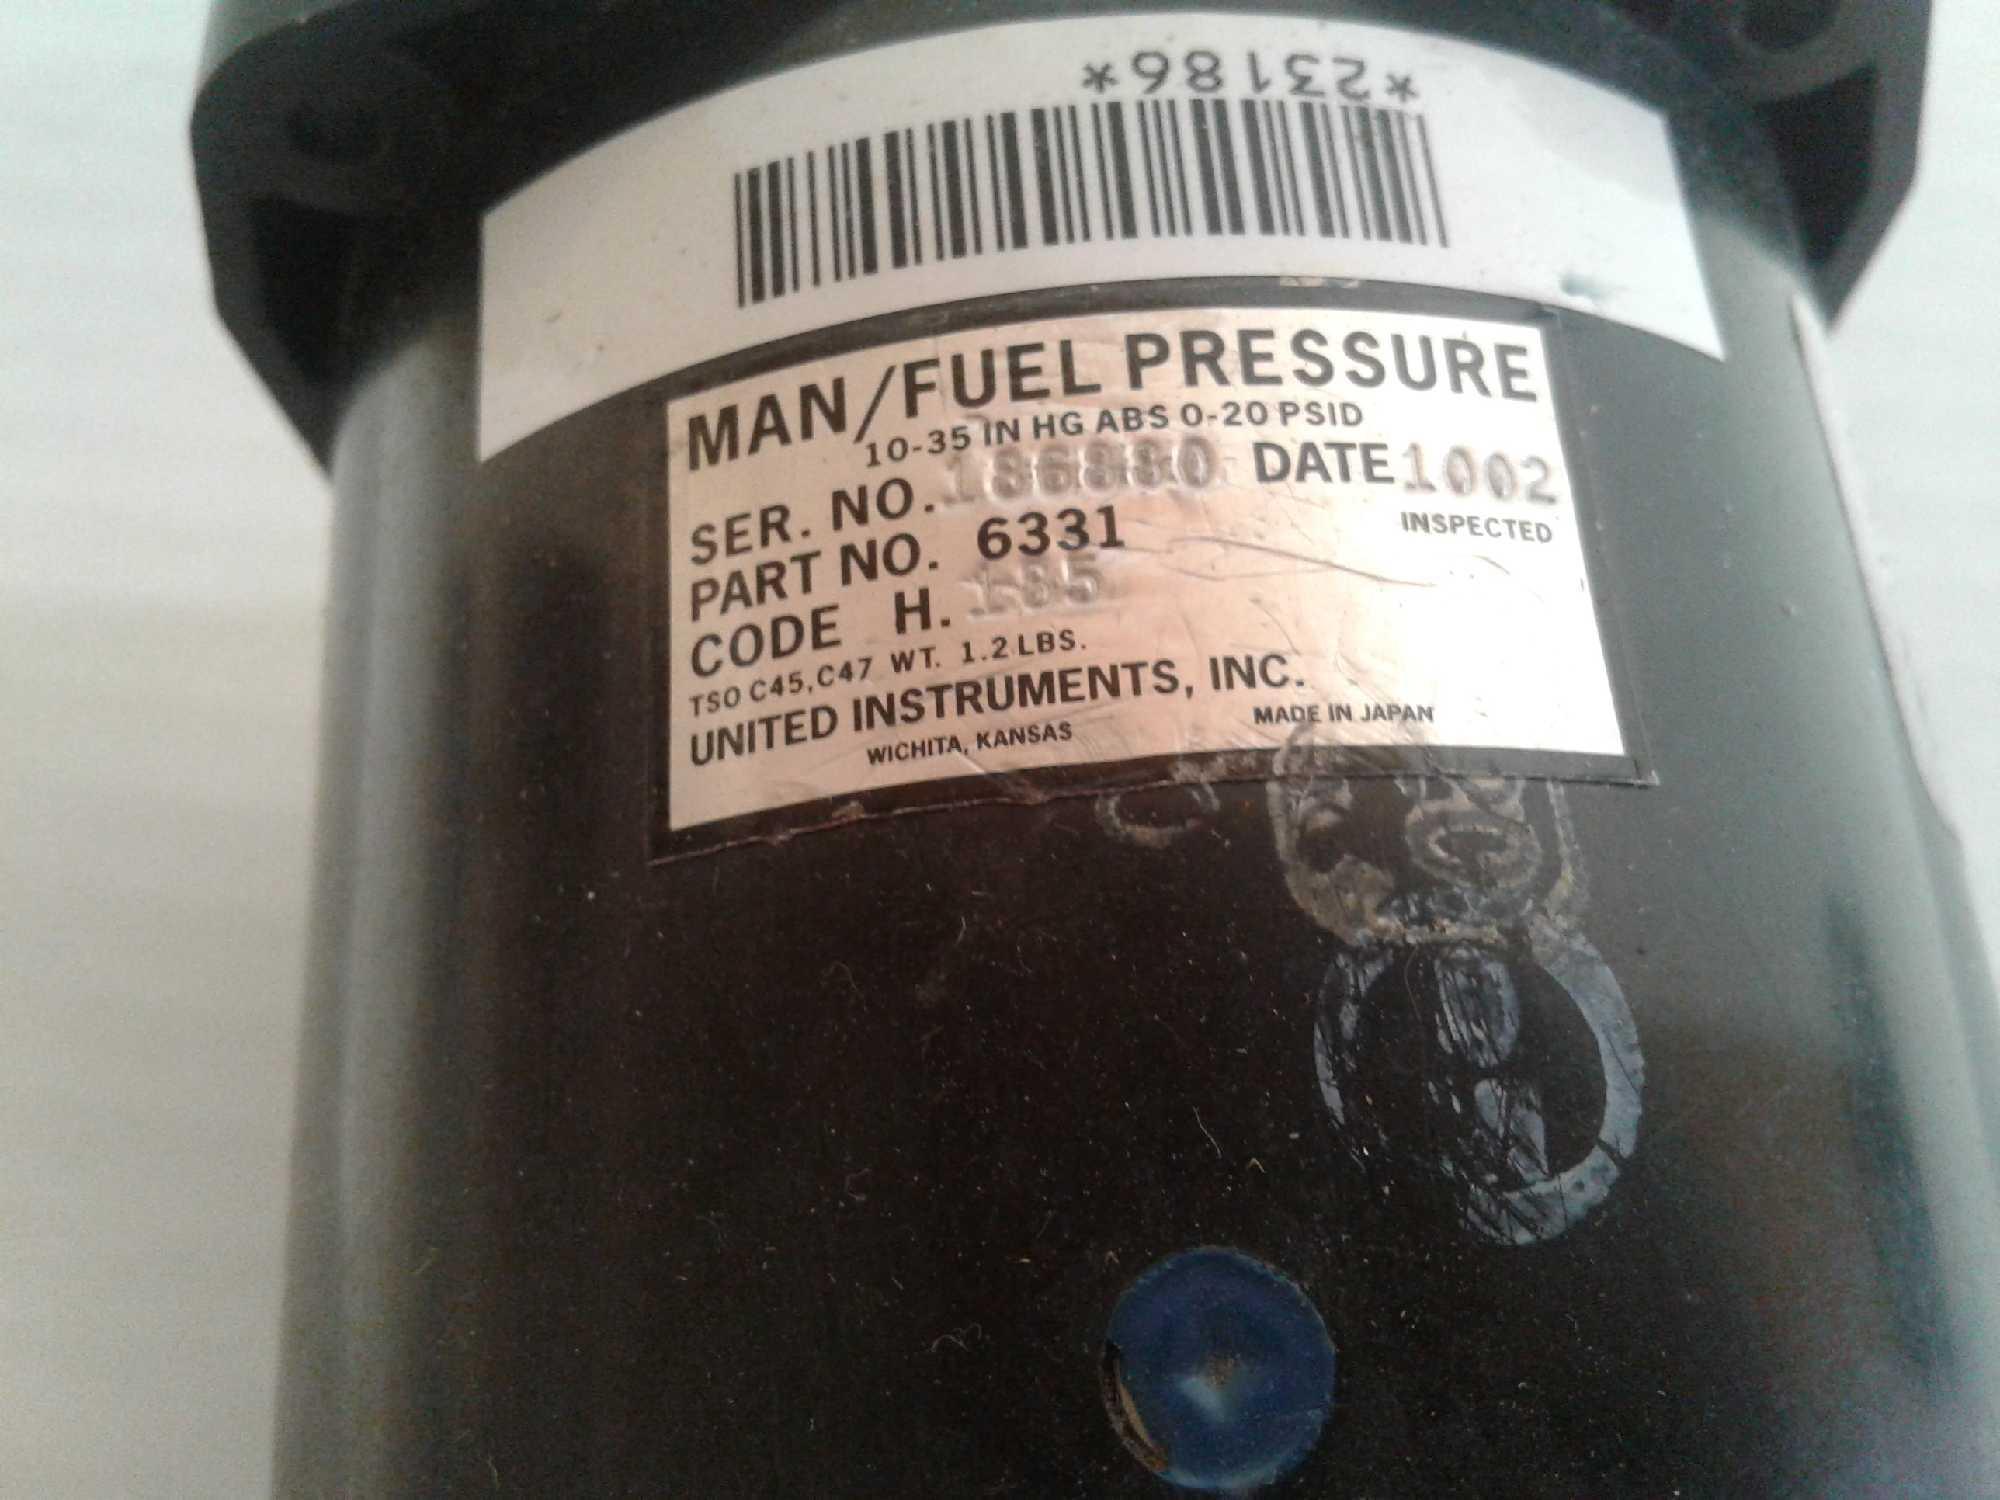 *23186*
MAN/FUEL PRESSURE
10-35 IN HG ABS 0-20 PSID
SER. NO. 186880 DATE 1002
INSPECTED
PART NO. 6331
CODE H.
TSO C45,C47 WT. 1.2 LBS.
UNITED INSTRUMENTS, INC.
WICHITA, KANSAS MADE IN JAPAN